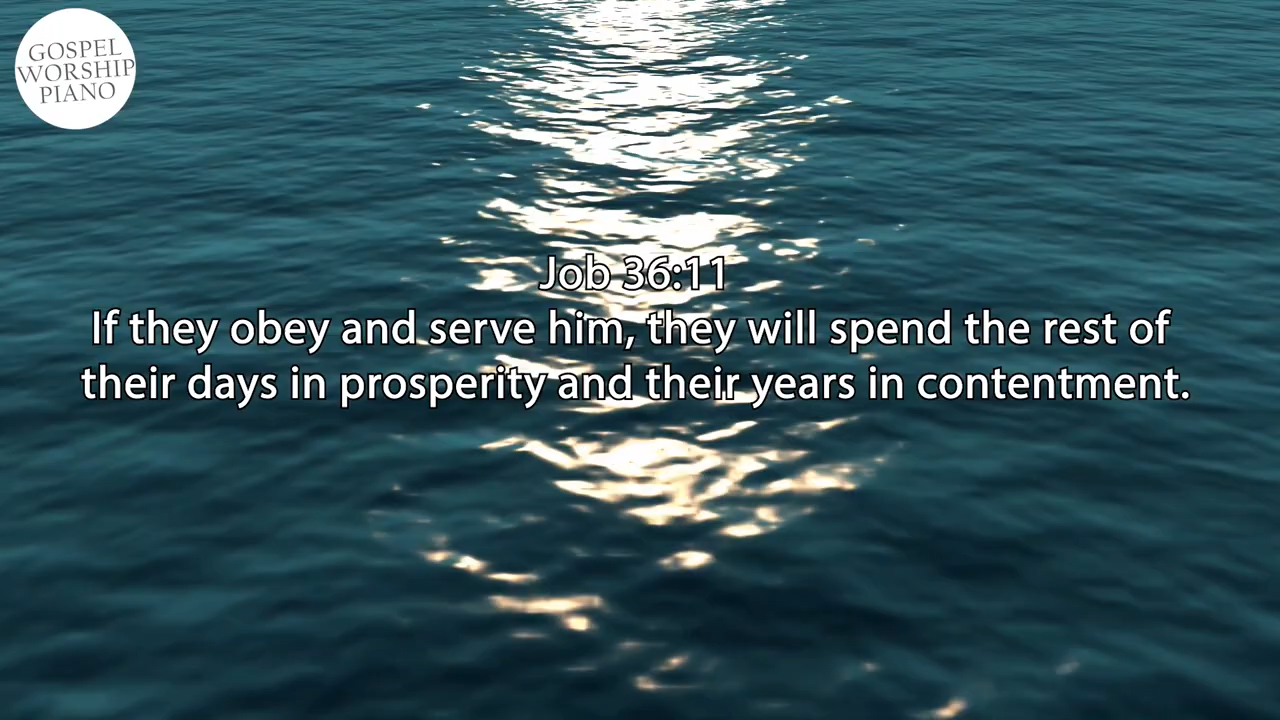 GOSPEL
WORSHIP
PIANO
Job 36:11
If they obey and serve him, they will spend the rest of
their days in prosperity and their years in contentment.